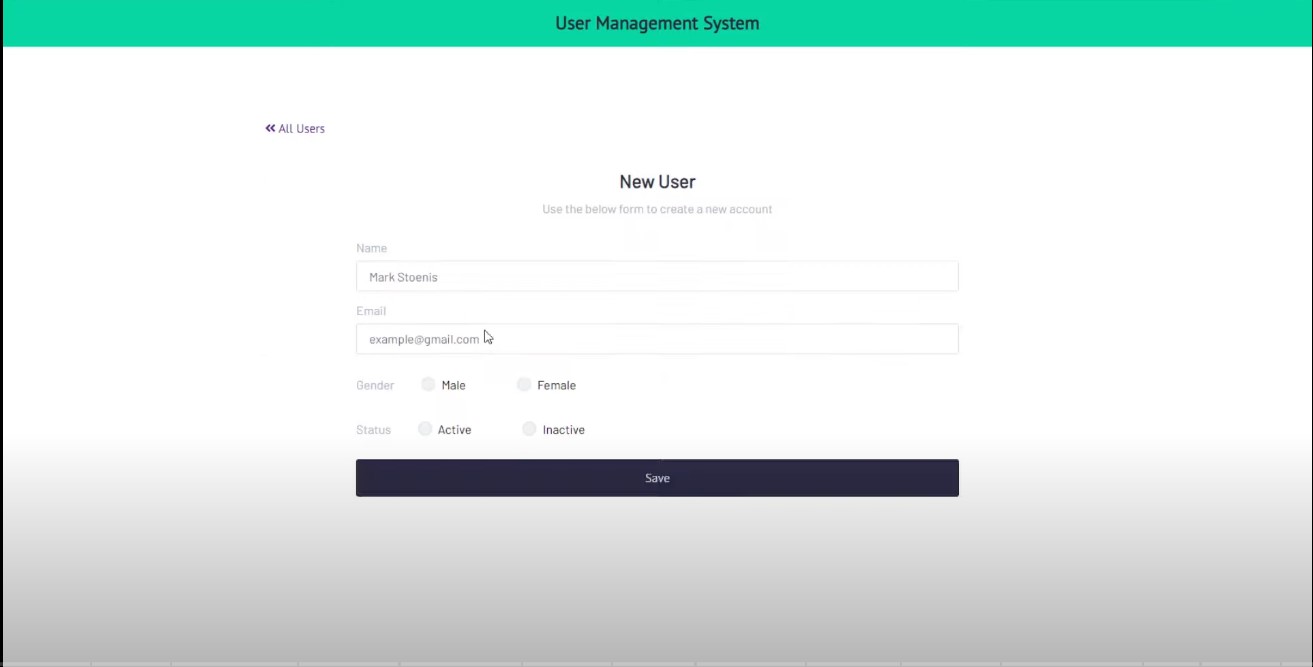 User Management System
All Users
New User
Use the below form to create a new account
Name
Mark Stoenis
Email
example@gmail.com
Gender Male Female
Status Active Inactive
Save